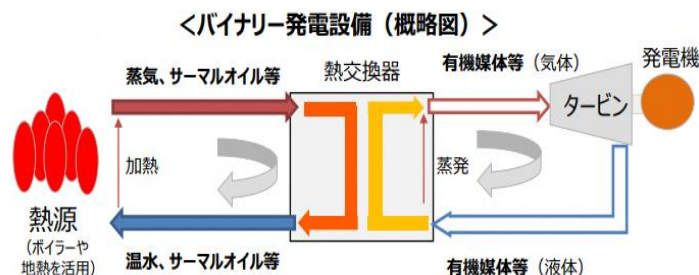 ＜バイナリー発電設備（概略図）＞
蒸気、サーマルオイル等
熱交換器
有機媒体等（気体）
発電機
タービン
加熱
蒸発
熱源
（ボイラーや
地熱を活用）
温水、サーマルオイル等
有機媒体等（液体）